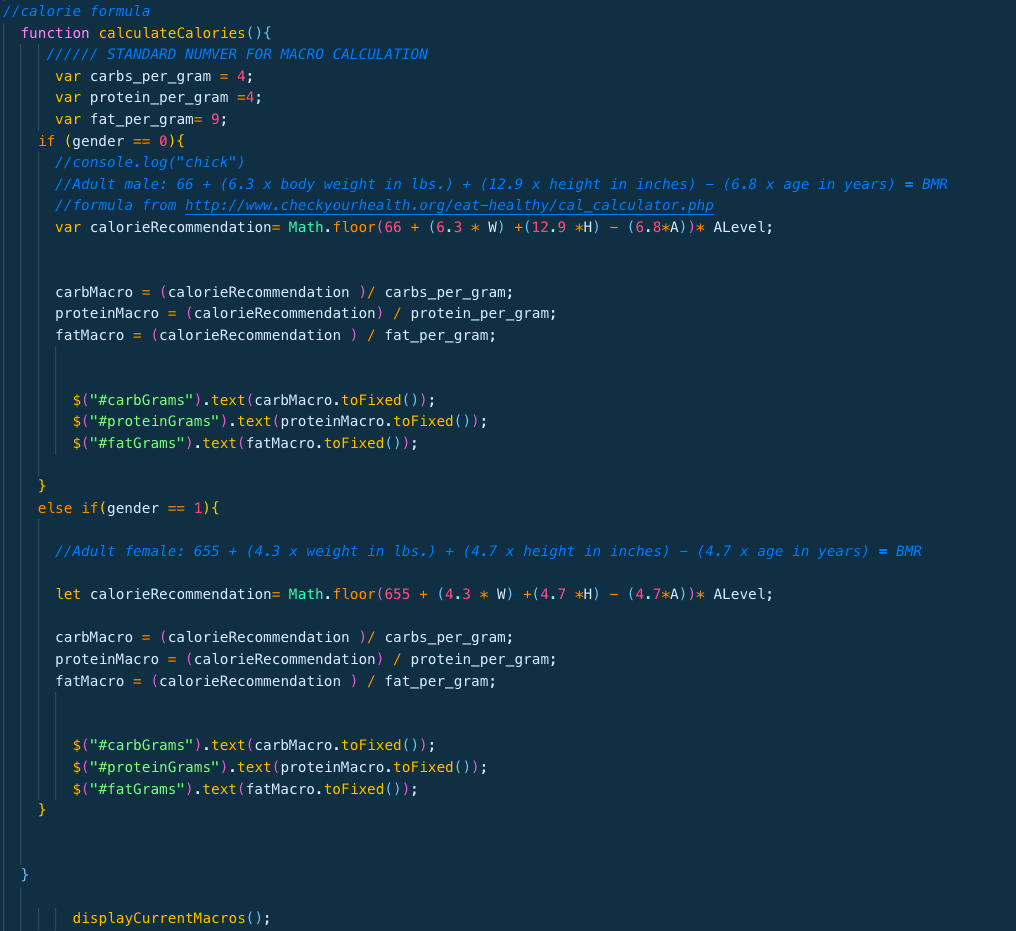 //calorie formula
function calculateCalories(){
////// STANDARD NUMVER FOR MACRO CALCULATION
var carbs_per_gram = 4;
var protein_per_gram =4;
var fat_per_gram= 9;
if (gender == 0){
//console.log("chick")
//Adult male: 66 + (6.3 x body weight in lbs.) + (12.9 x height in inches) − (6.8 x age in years) = BMR
//formula from http://www.checkyourhealth.org/eat-healthy/cal_calculator.php
var calorieRecommendation= Math.floor(66 + (6.3 * W) +(12.9 *H) − (6.8*A))* ALevel;
carbMacro = (calorieRecommendation )/ carbs_per_gram;
proteinMacro = (calorieRecommendation) / protein_per_gram;
fatMacro = (calorieRecommendation ) / fat_per_gram;
$("#carbGrams").text(carbMacro.toFixed());
$("#proteinGrams").text(proteinMacro.toFixed());
$("#fatGrams").text(fatMacro.toFixed());
}
else if(gender == 1){
//Adult female: 655 + (4.3 x weight in lbs.) + (4.7 x height in inches) − (4.7 x age in years) = BMR
let calorieRecommendation= Math.floor(655 + (4.3 * W) +(4.7 *H) − (4.7*A))* ALevel;
carbMacro = (calorieRecommendation )/ carbs_per_gram;
proteinMacro = (calorieRecommendation) / protein_per_gram;
fatMacro = (calorieRecommendation ) / fat_per_gram;
$("#carbGrams").text(carbMacro.toFixed());
$("#proteinGrams").text(proteinMacro.toFixed());
$("#fatGrams").text(fatMacro.toFixed());
}
}
displayCurrentMacros();